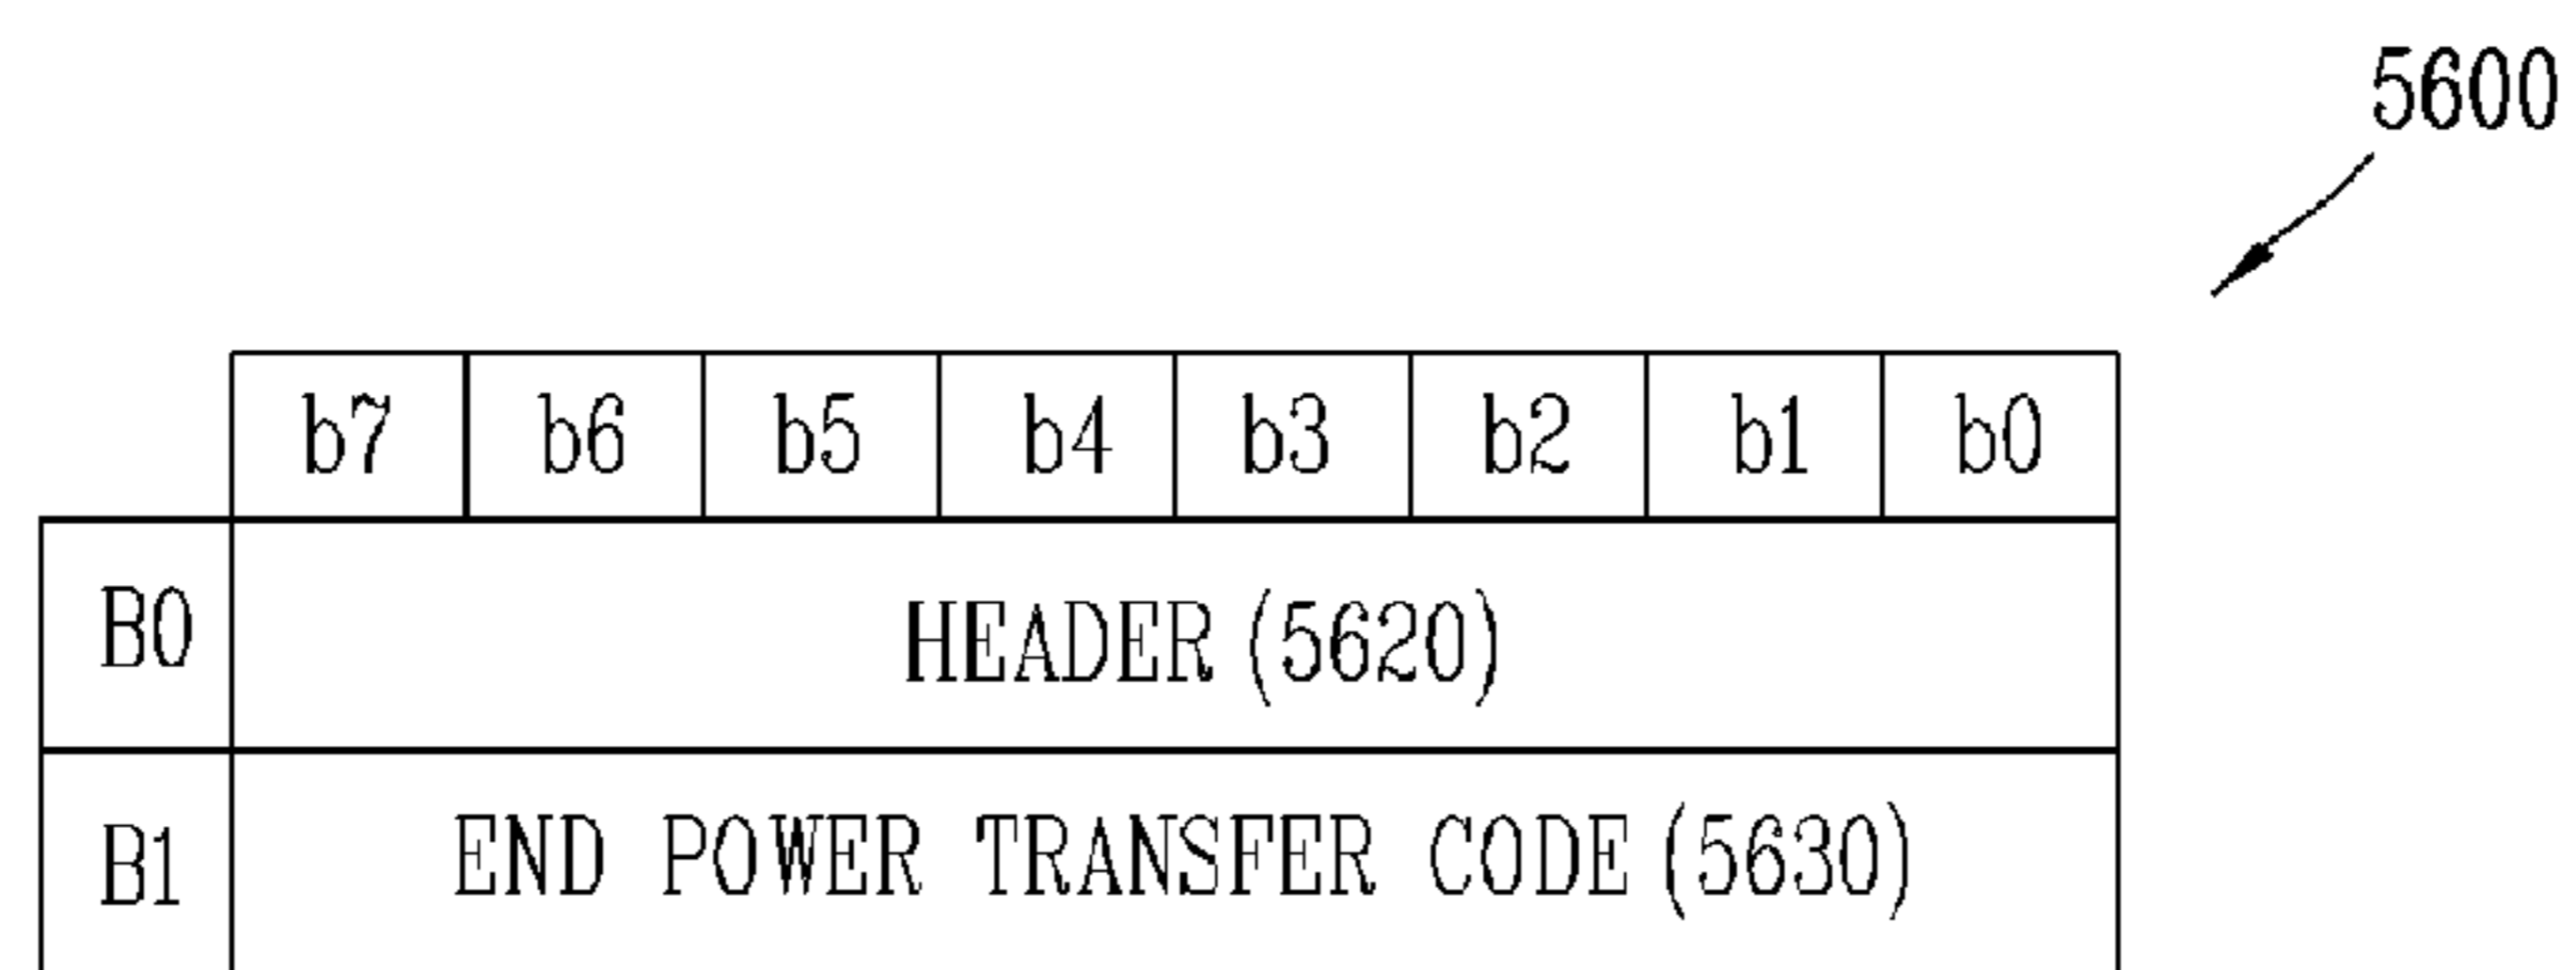 5600
b7 b6 b5 b4 b3 b2 b1 b0
B0 HEADER (5620)
B1 END POWER TRANSFER CODE (5630)